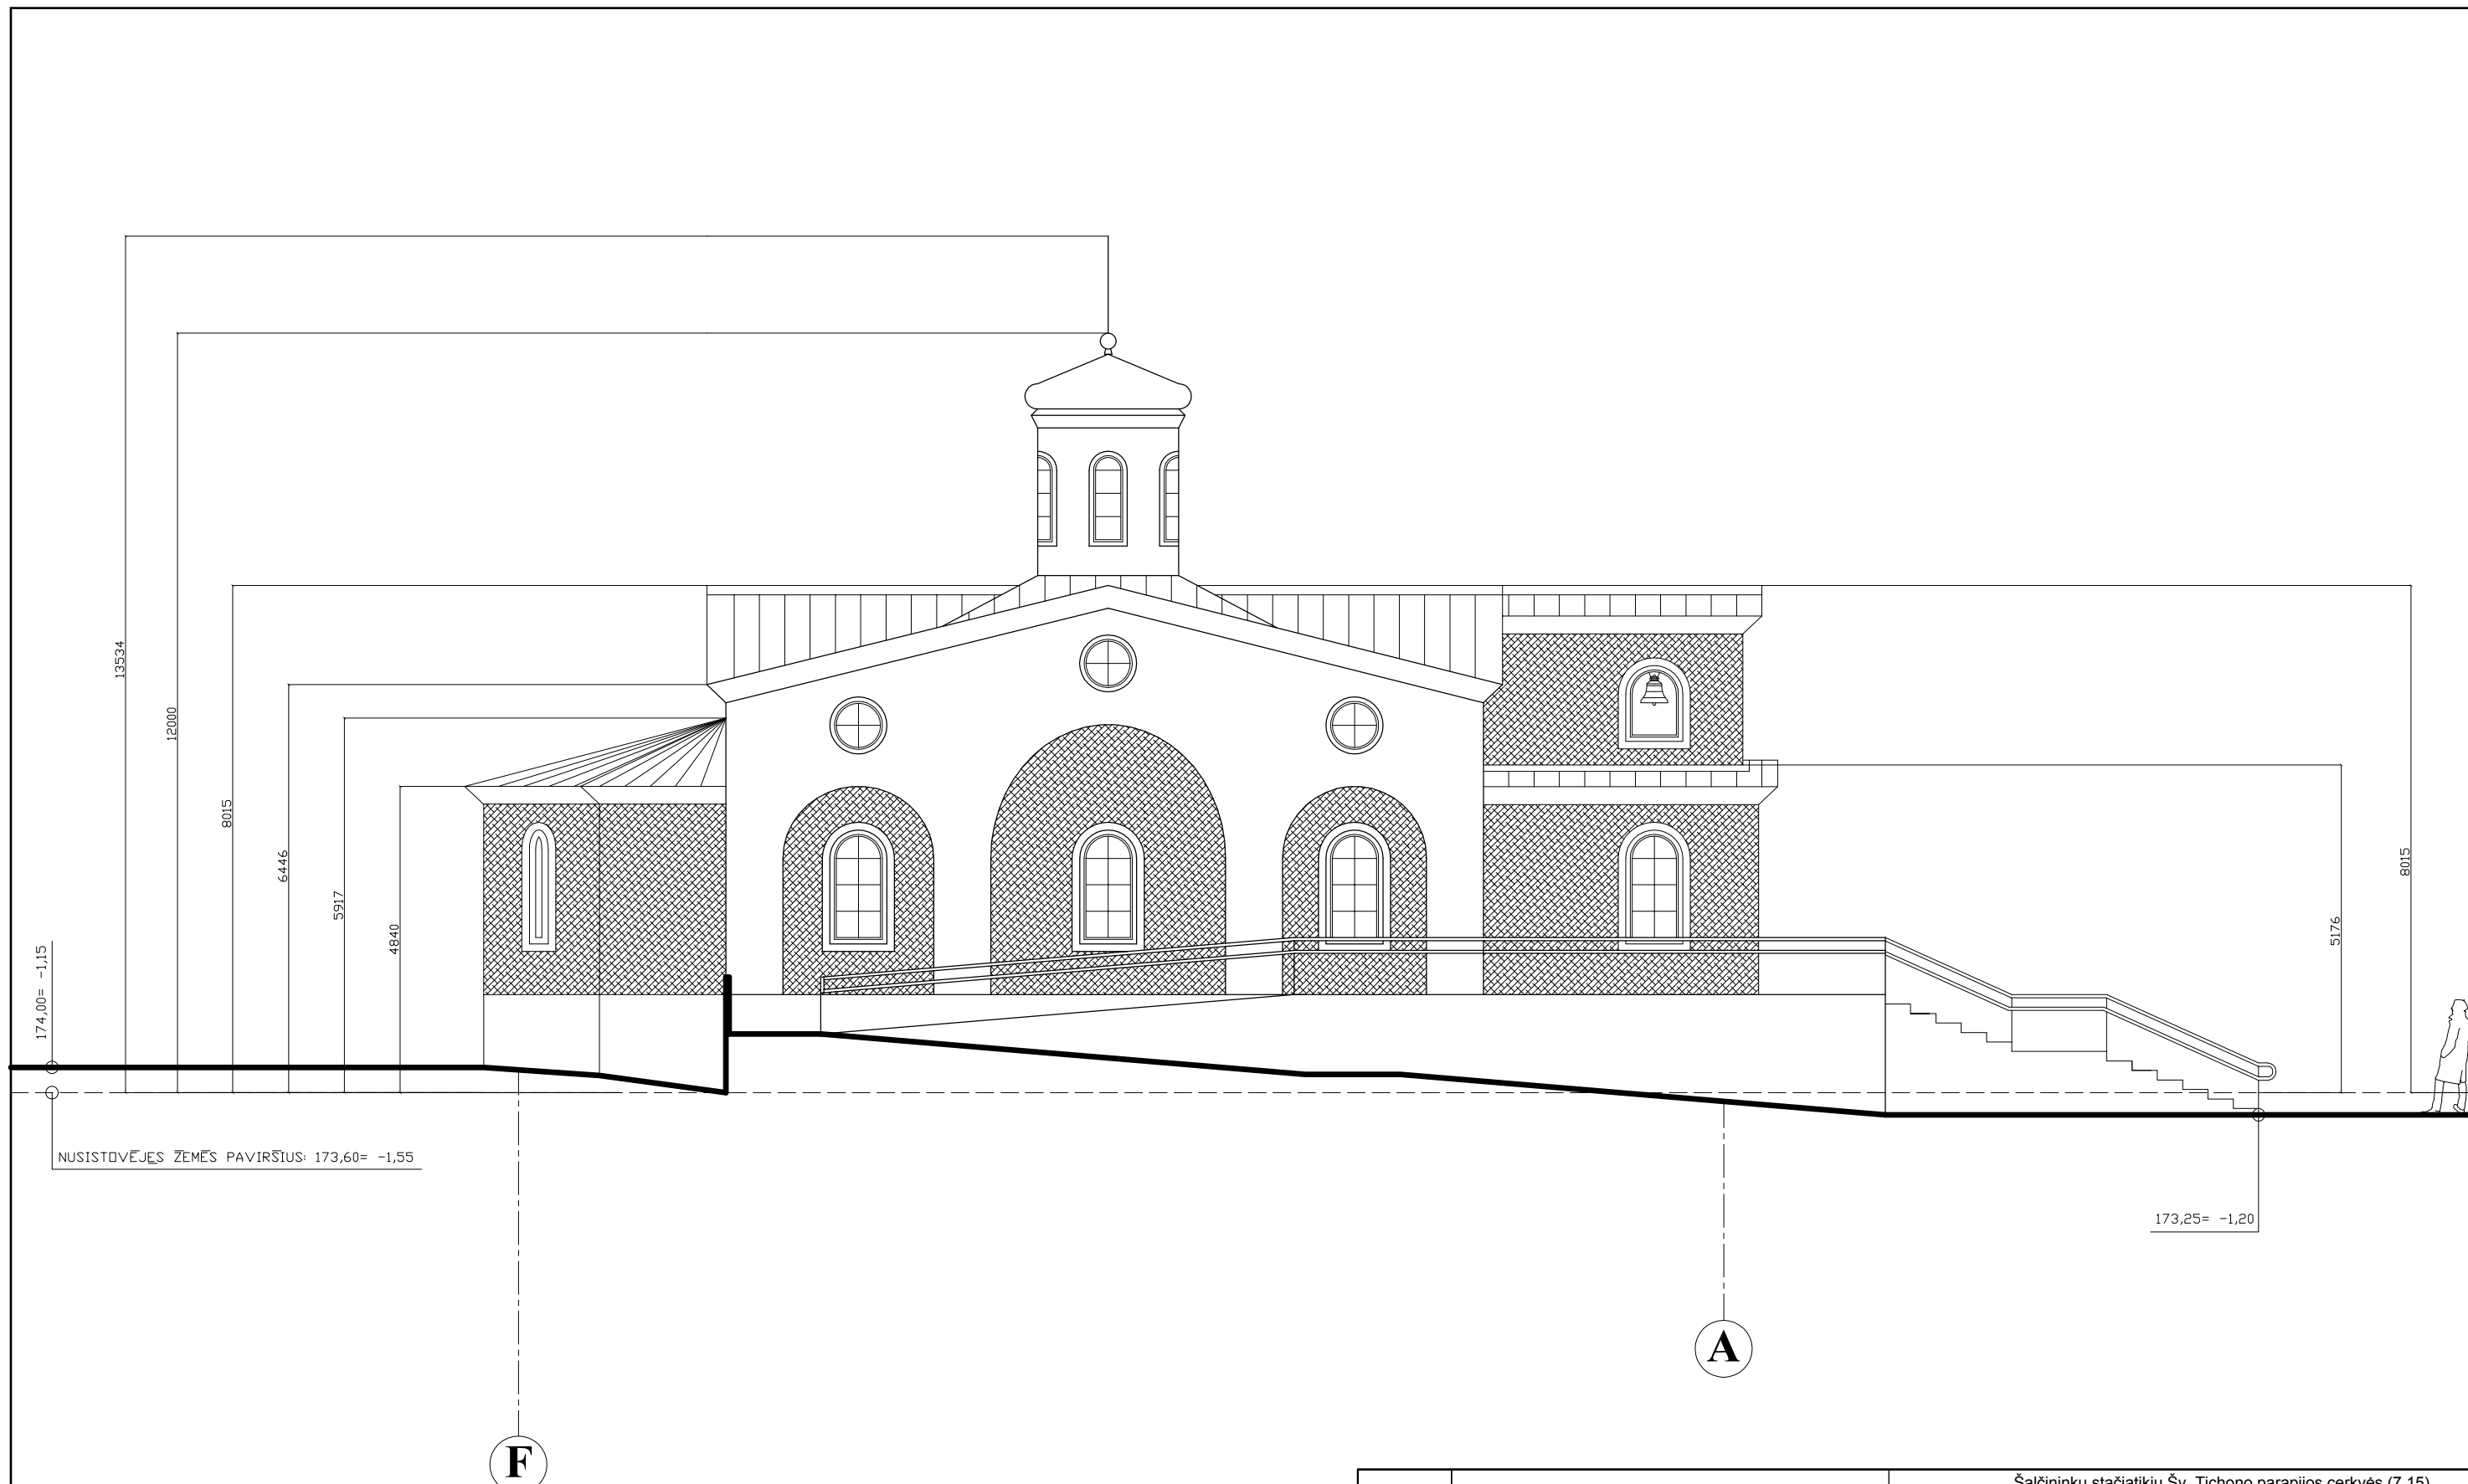 13534
12000
8015
6446
5917
4840
174,00= -1,15
8015
5176
NUSISTOVĖJĘS ŽEMĖS PAVIRŠIUS: 173,60= -1,55
173,25= -1,20
A
F
Šalčininkų stačiatikių Šv. Tichono parapijos cerkvės (7.15)